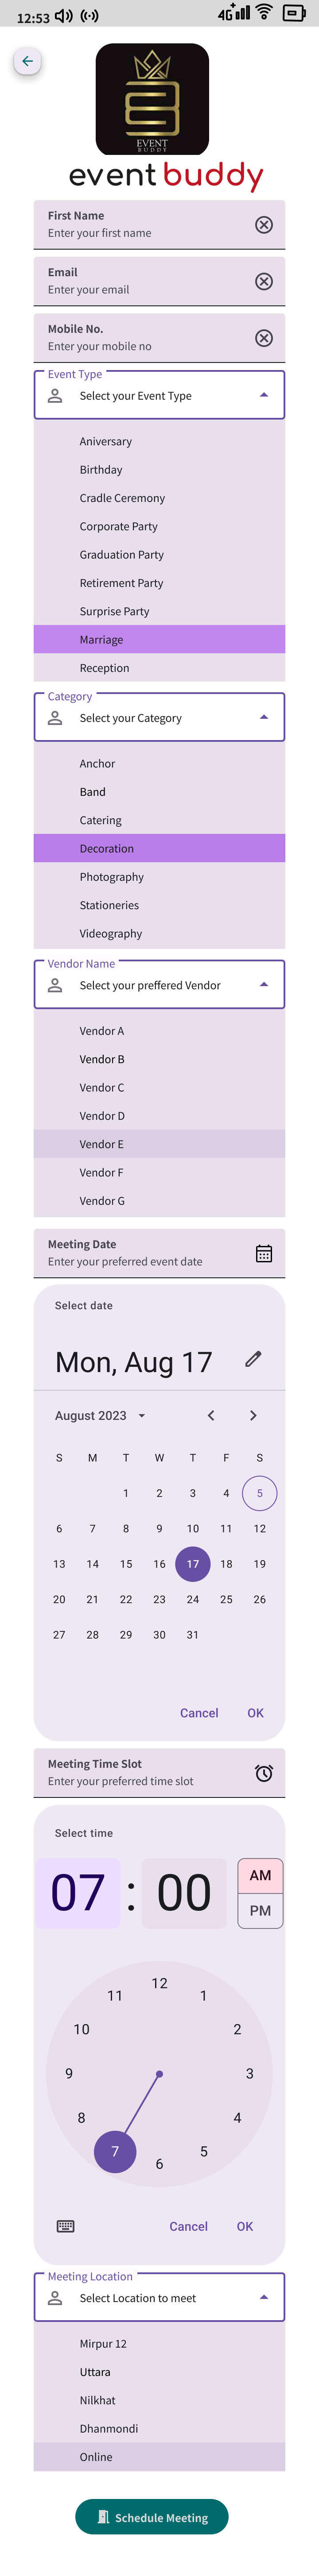 12:53 4G+
EVENT
BUDDY
event buddy
First Name
Enter your first name
Email
Enter your email
Mobile No.
Enter your mobile no
Event Type
Select your Event Type
Aniversary
Birthday
Cradle Ceremony
Corporate Party
Graduation Party
Retirement Party
Surprise Party
Marriage
Reception
Category
Select your Category
Anchor
Band
Catering
Decoration
Photography
Stationeries
Videography
Vendor Name
Select your preffered Vendor
Vendor A
Vendor B
Vendor C
Vendor D
Vendor E
Vendor F
Vendor G
Meeting Date
Enter your preferred event date
Select date
Mon, Aug 17
August 2023
S M T W T F S
1 2 3 4 5
6 7 8 9 10 11 12
13 14 15 16 17 18 19
20 21 22 23 24 25 26
27 28 29 30 31
Cancel OK
Meeting Time Slot
Enter your preferred time slot
Select time
07 : 00 AM
PM
12
11 1
10 2
9 3
8 4
7 5
6
Cancel OK
Meeting Location
Select Location to meet
Mirpur 12
Uttara
Nilkhat
Dhanmondi
Online
Schedule Meeting